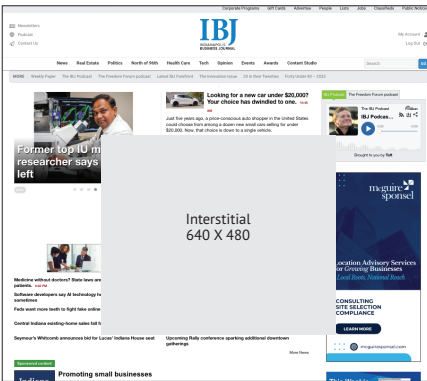 Corporate Programs Gift Cards Advertise People Lists Jobs Classifieds Public Notice
Newsletters
Podcast
Contact Us
IBJ
INDIANAPOLIS
BUSINESS JOURNAL
My Account
Log Out
News Real Estate Politics North of 96th Health Care Tech Opinion Events Awards Content Studio
Search
GO
HOME Weekly Paper The IBJ Podcast The Freedom Forum podcast Latest IBJ Forefront The Innovation Issue 20 in their Twenties Forty Under 40 – 2023
Former top IU m
researcher says
left
Looking for a new car under $20,000?
Your choice has dwindled to one.
Just five years ago, a price-conscious auto shopper in the United States
could choose from among a dozen new small cars selling for under
$20,000. Now, that choice is down to a single vehicle.
IBJ Podcast The Freedom Forum podcast
The IBJ Podcast
IBJ Podcas...
Brought to you by Taft
Interstitial
640 X 480
mcguire
sponsel
Location Advisory Services
for Growing Businesses
Local Roots. National Reach
CONSULTING
SITE SELECTION
COMPLIANCE
LEARN MORE
mcguiresponsel.com
Medicine without doctors? State laws are
patients.
Software developers say AI technology h
sometimes
Feds want more teeth to fight fake online
Central Indiana existing-home sales fall f
Seymour's Whitcomb announces bid for Lucas' Indiana House seat
Upcoming Rally conference sparking additional downtown
gatherings
More News
Sponsored content
Promoting small businesses
Indiana
This Week's